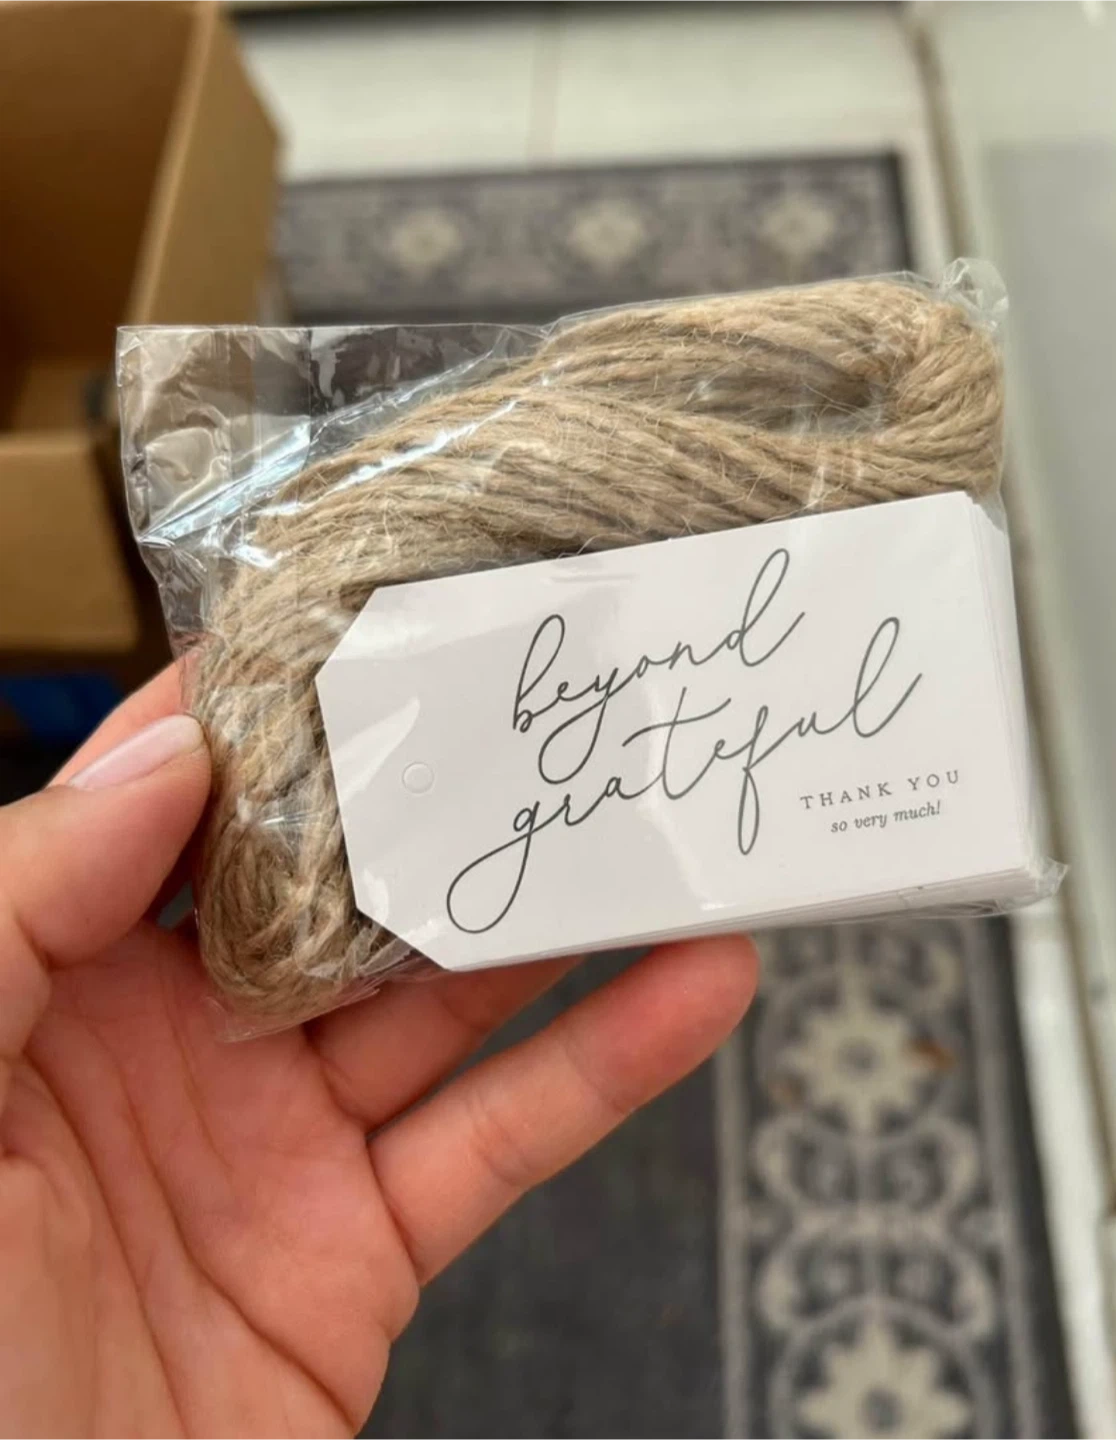 beyond
grateful
THANK YOU
so very much!